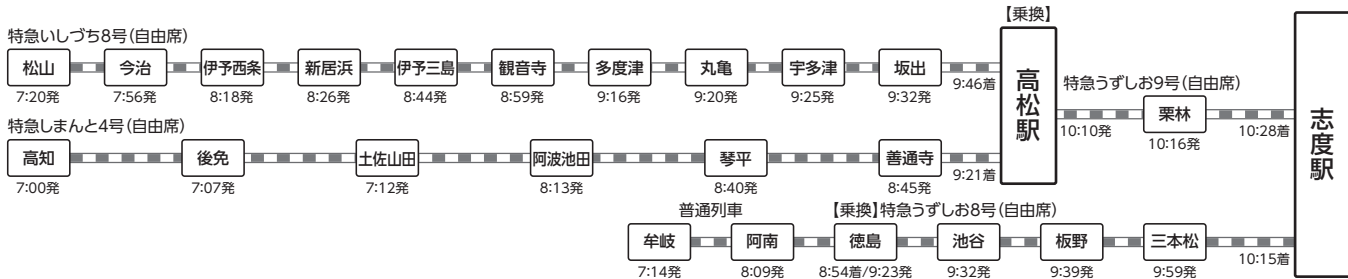 【乗換】
特急いしづち8号(自由席)
松山 今治 伊予西条 新居浜 伊予三島 観音寺 多度津 丸亀 宇多津 坂出
7:20発 7:56発 8:18発 8:26発 8:44発 8:59発 9:16発 9:20発 9:25発 9:32発 9:46着
高松駅
特急うずしお9号(自由席)
栗林
10:10発 10:16発 10:28着
志度駅
特急しまんと4号(自由席)
高知 後免 土佐山田 阿波池田 琴平 善通寺
7:00発 7:07発 7:12発 8:13発 8:40発 8:45発 9:21着
普通列車 【乗換】特急うずしお8号(自由席)
牟岐 阿南 徳島 池谷 板野 三本松
7:14発 8:09発 8:54着/9:23発 9:32発 9:39発 9:59発 10:15着